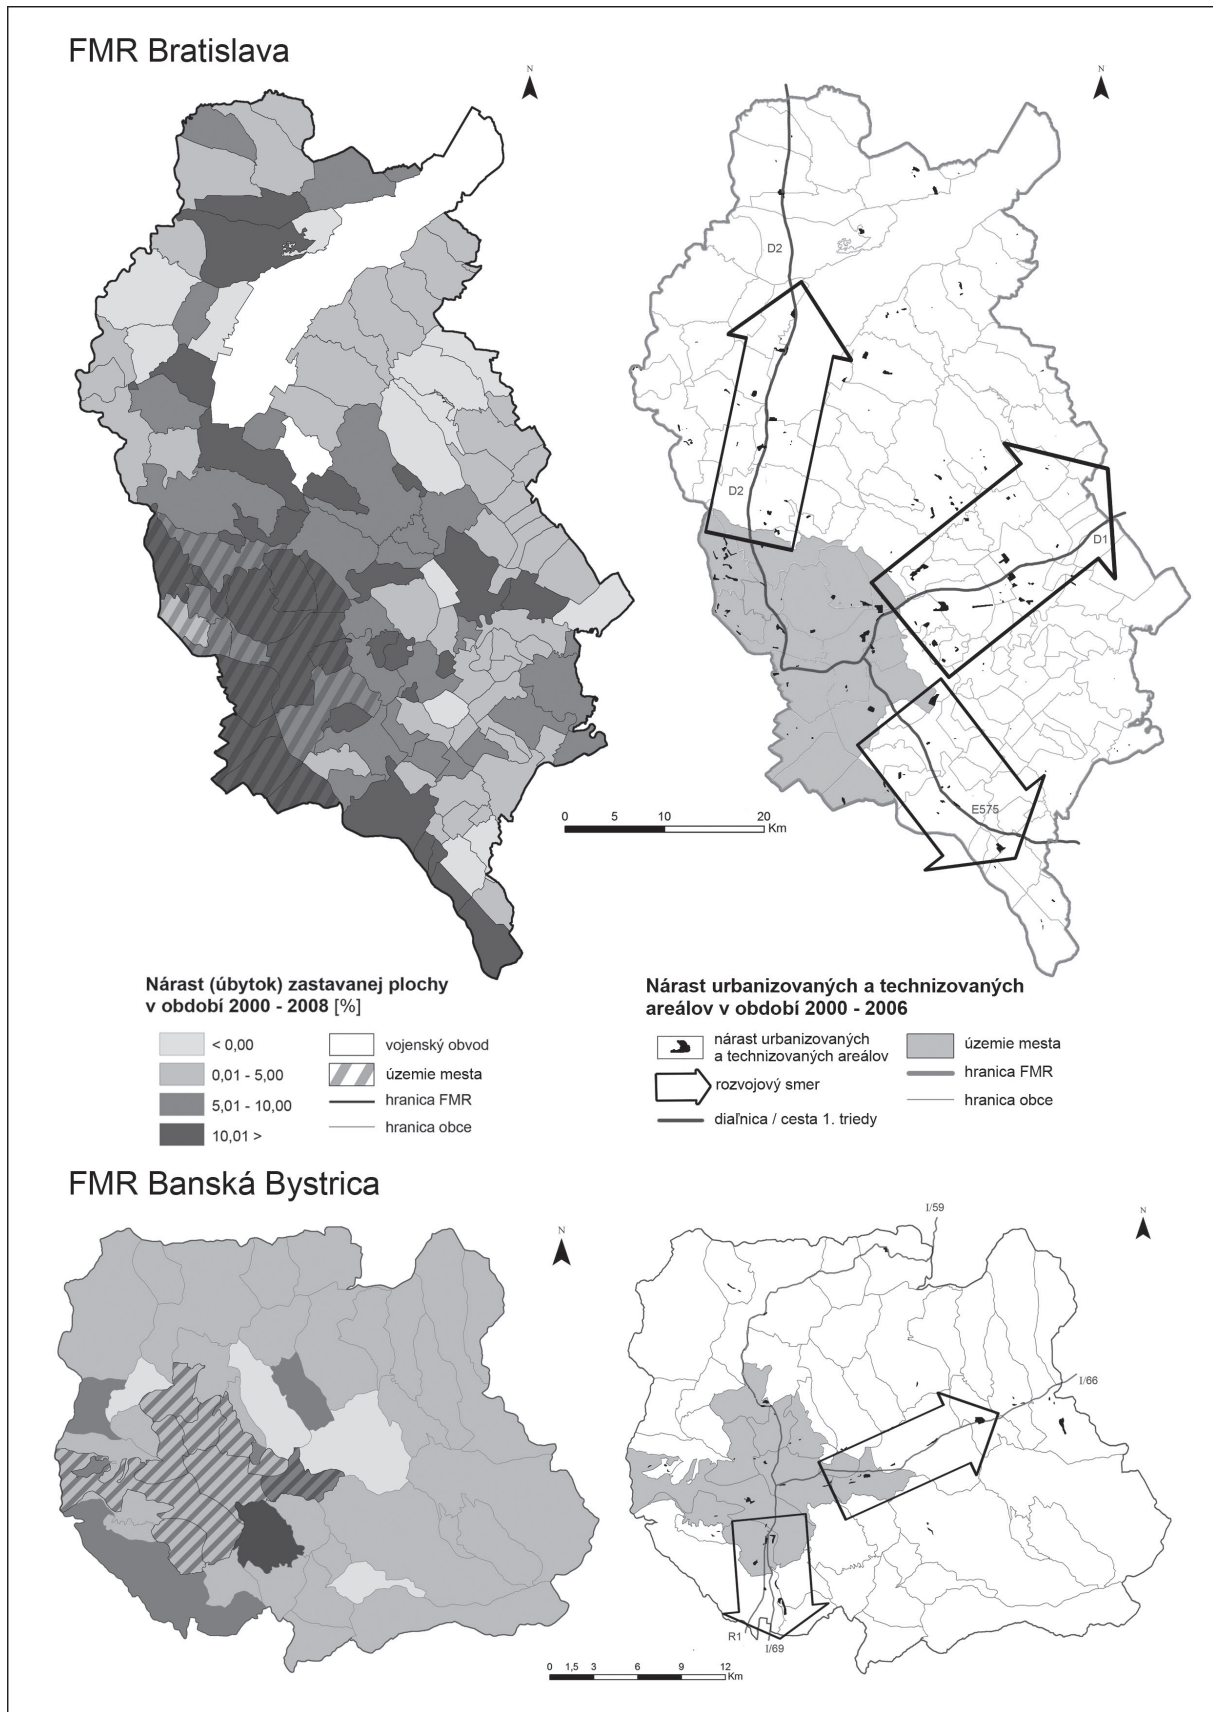 FMR Bratislava
N
N
D2
D2
D1
E575
0 5 10 20
Km
Nárast (úbytok) zastavanej plochy
v období 2000 - 2008 [%]
< 0,00
0,01 - 5,00
5,01 - 10,00
10,01 >
vojenský obvod
územie mesta
hranica FMR
hranica obce
Nárast urbanizovaných a technizovaných
areálov v období 2000 - 2006
nárast urbanizovaných
a technizovaných areálov
rozvojový smer
diaľnica / cesta 1. triedy
územie mesta
hranica FMR
hranica obce
FMR Banská Bystrica
N
N
I/59
I/66
R1
I/69
0 1,5 3 6 9 12
Km